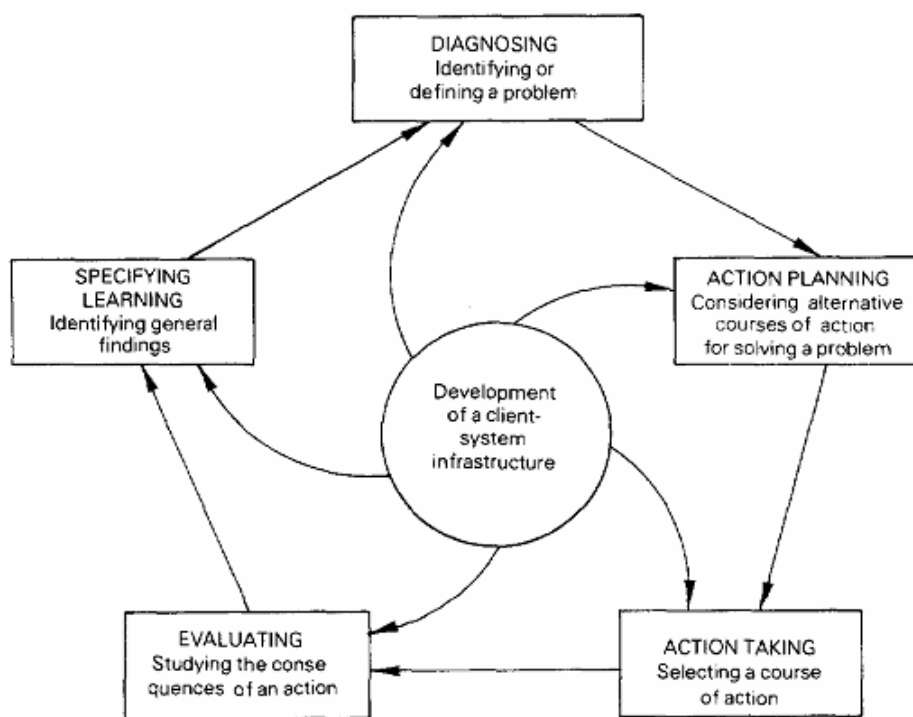 DIAGNOSING
Identifying or
defining a problem
ACTION PLANNING
Considering alternative
courses of action
for solving a problem
SPECIFYING
LEARNING
Identifying general
findings
Development
of a client-
system
infrastructure
EVALUATING
Studying the conse
quences of an action
ACTION TAKING
Selecting a course
of action